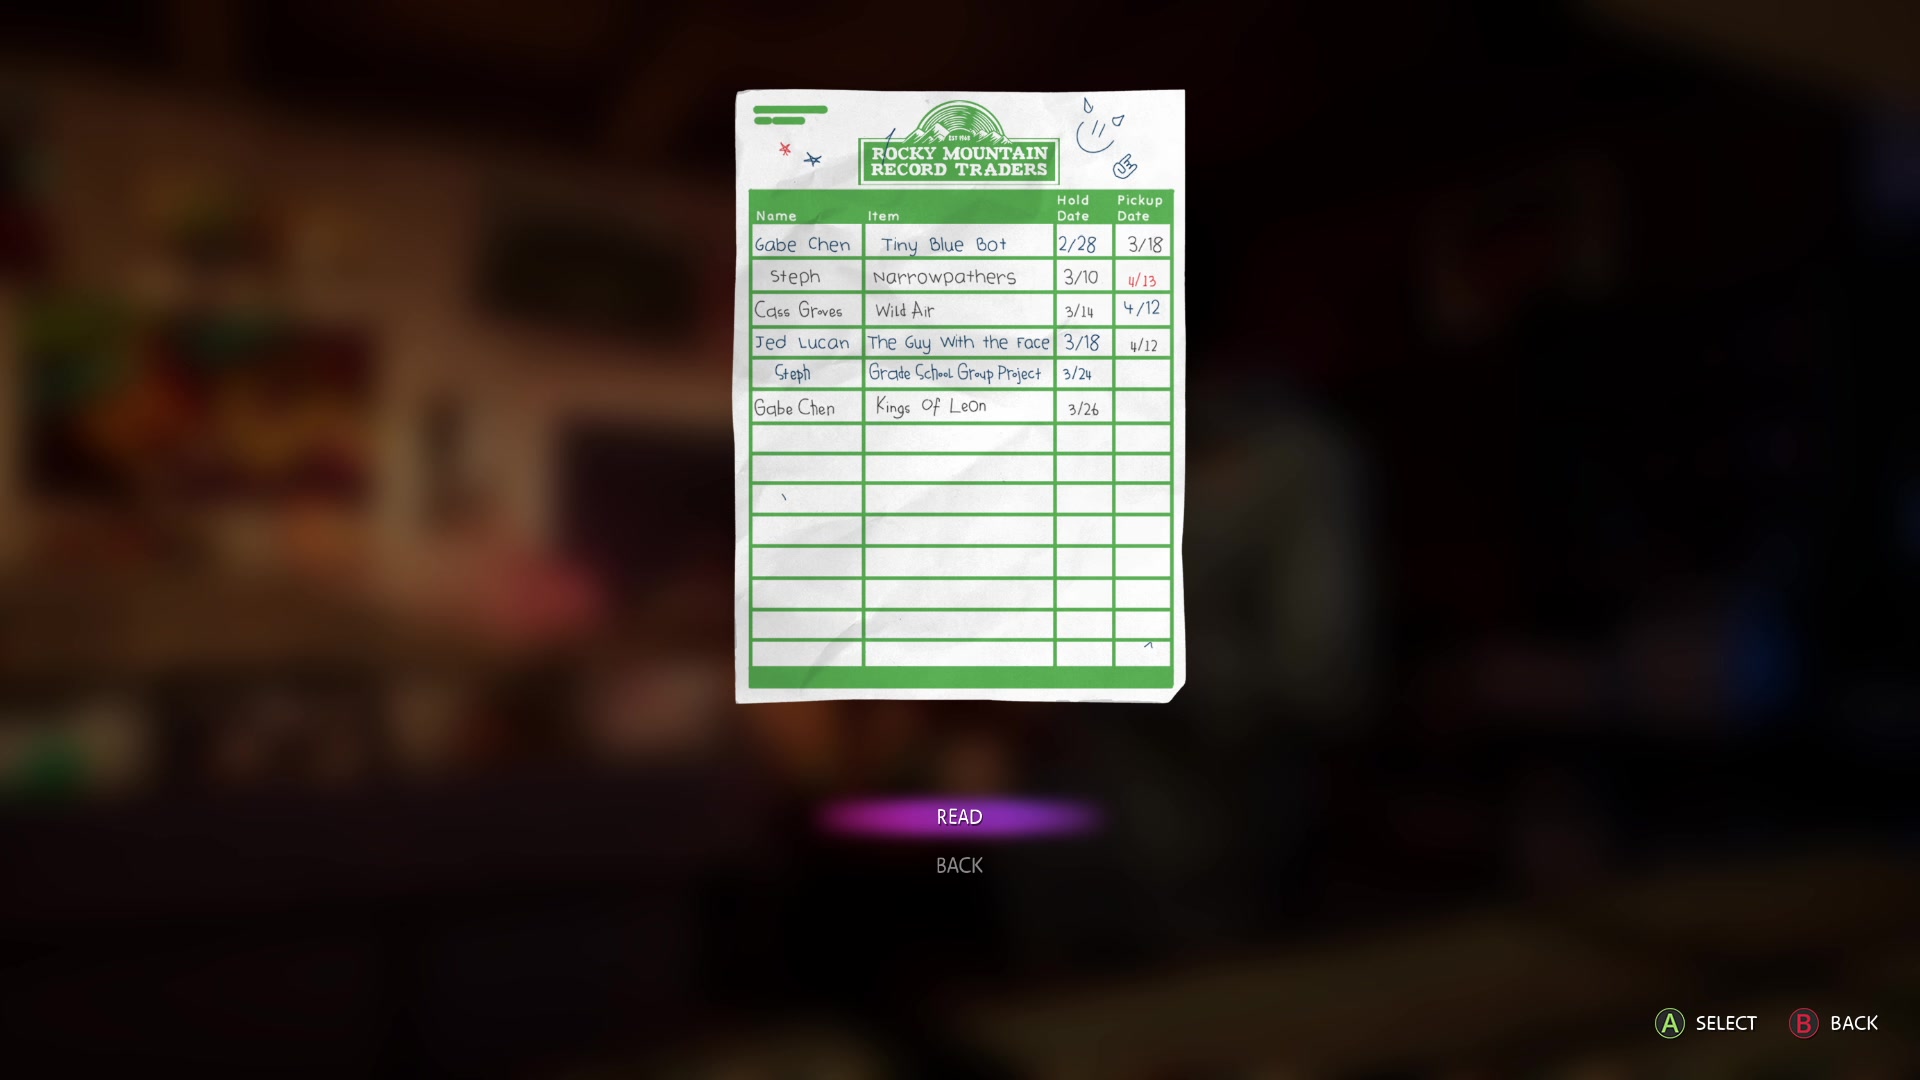 EST 1968
ROCKY MOUNTAIN
RECORD TRADERS
Name Item Hold Date Pickup Date
Gabe Chen Tiny Blue Bot 2/28 3/18
Steph Narrowpathers 3/10 4/13
Cass Groves Wild Air 3/14 4/12
Jed Lucan The Guy With the Face 3/18 4/12
Steph Grade School Group Project 3/24
Gabe Chen Kings Of LeOn 3/26
READ
BACK
A SELECT B BACK